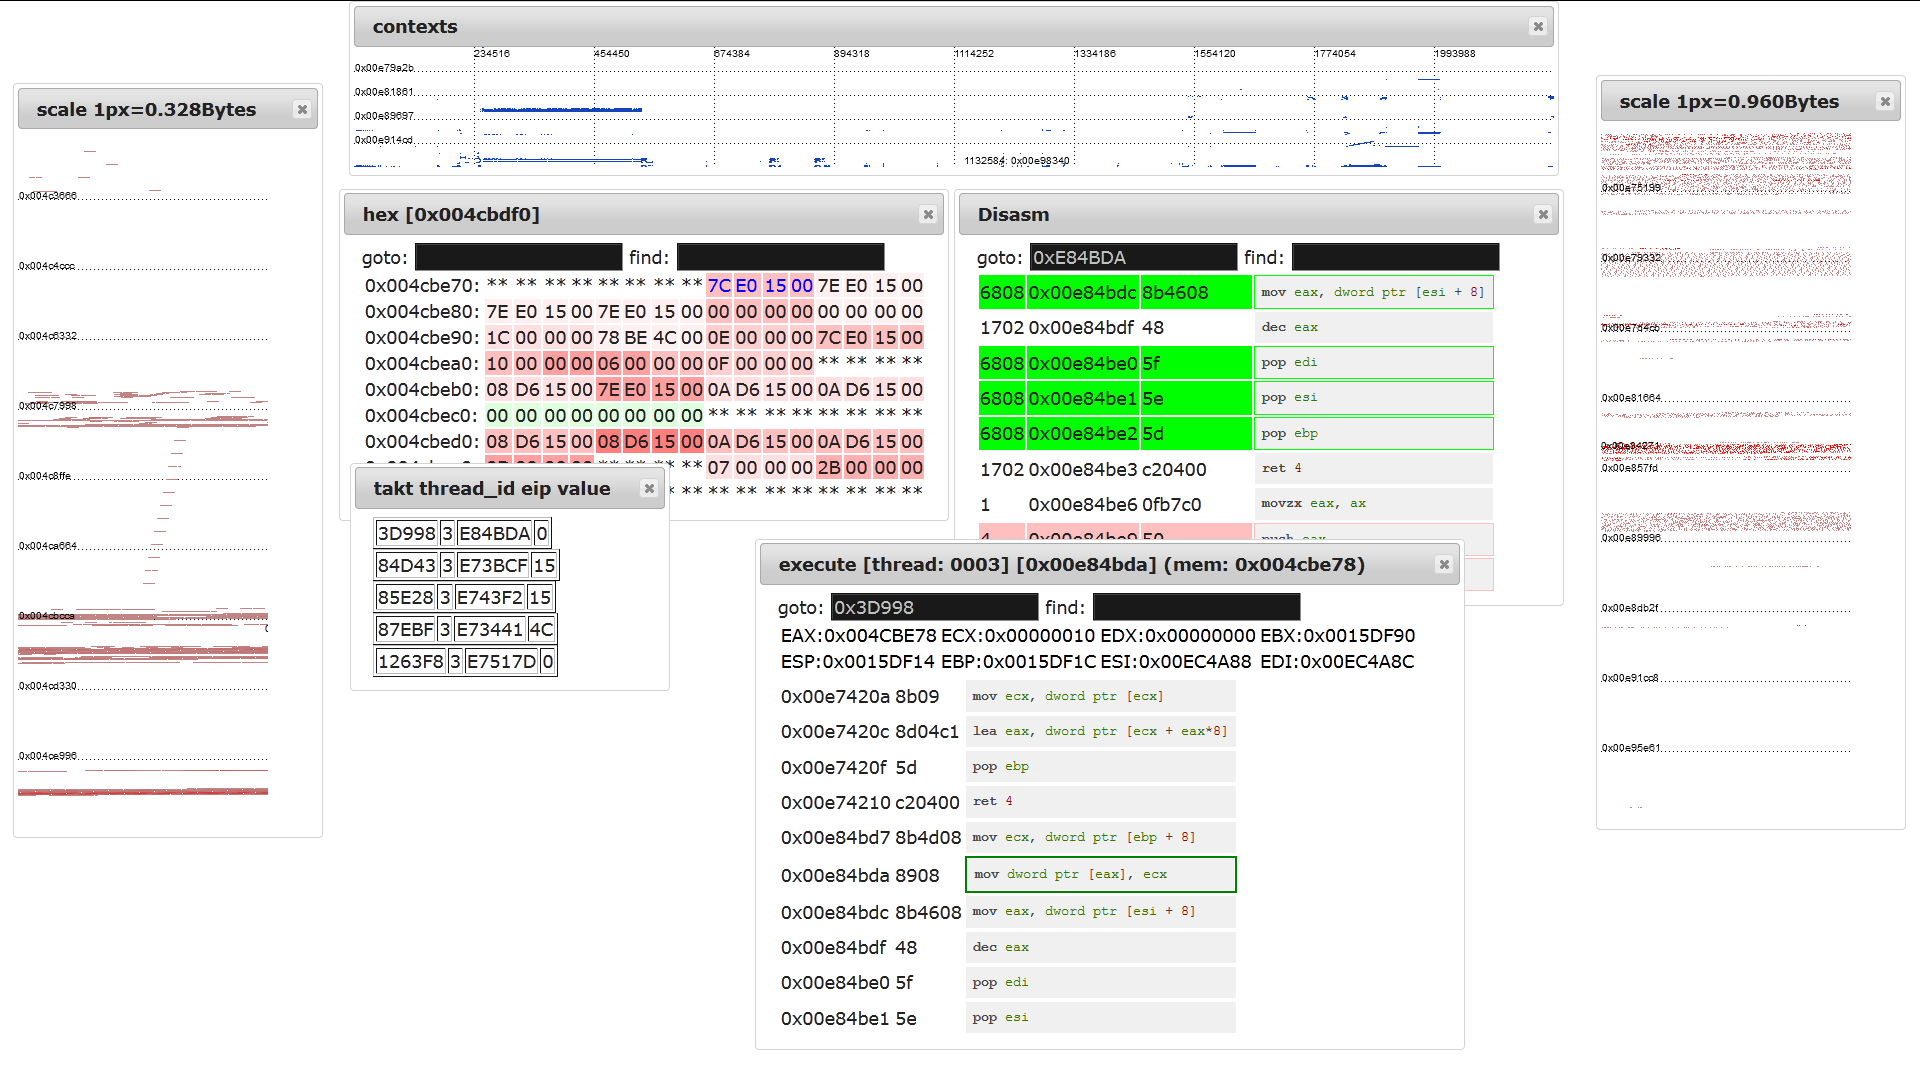 contexts
234516 454450 674384 894318 1114252 1334186 1554120 1774054 1993988
0x00e79a2b
0x00e81861
0x00e89697
0x00e914cd
1132584: 0x00e98340
scale 1px=0.328Bytes
0x004c3666
0x004c4ccc
0x004c6332
0x004c7998
0x004c8ffe
0x004ca664
0x004cbcca
0x004cd330
0x004ce996
hex [0x004cbdf0]
goto: find:
0x004cbe70: ** ** ** ** ** ** ** ** 7C E0 15 00 7E E0 15 00
0x004cbe80: 7E E0 15 00 7E E0 15 00 00 00 00 00 00 00 00 00
0x004cbe90: 1C 00 00 00 78 BE 4C 00 0E 00 00 00 7C E0 15 00
0x004cbea0: 10 00 00 00 06 00 00 00 0F 00 00 00 ** ** ** **
0x004cbeb0: 08 D6 15 00 7E E0 15 00 0A D6 15 00 0A D6 15 00
0x004cbec0: 00 00 00 00 00 00 00 00 ** ** ** ** ** ** ** **
0x004cbed0: 08 D6 15 00 08 D6 15 00 0A D6 15 00 0A D6 15 00
** 07 00 00 00 2B 00 00 00
** ** ** ** ** ** ** ** **
takt thread_id eip value
3D998 3 E84BDA 0
84D43 3 E73BCF 15
85E28 3 E743F2 15
87EBF 3 E73441 4C
1263F8 3 E7517D 0
Disasm
goto: 0xE84BDA find:
6808 0x00e84bdc 8b4608 mov eax, dword ptr [esi + 8]
1702 0x00e84bdf 48 dec eax
6808 0x00e84be0 5f pop edi
6808 0x00e84be1 5e pop esi
6808 0x00e84be2 5d pop ebp
1702 0x00e84be3 c20400 ret 4
1 0x00e84be6 0fb7c0 movzx eax, ax
4 0x00e84be9 50 push eax
execute [thread: 0003] [0x00e84bda] (mem: 0x004cbe78)
goto: 0x3D998 find:
EAX:0x004CBE78 ECX:0x00000010 EDX:0x00000000 EBX:0x0015DF90
ESP:0x0015DF14 EBP:0x0015DF1C ESI:0x00EC4A88 EDI:0x00EC4A8C
0x00e7420a 8b09 mov ecx, dword ptr [ecx]
0x00e7420c 8d04c1 lea eax, dword ptr [ecx + eax*8]
0x00e7420f 5d pop ebp
0x00e74210 c20400 ret 4
0x00e84bd7 8b4d08 mov ecx, dword ptr [ebp + 8]
0x00e84bda 8908 mov dword ptr [eax], ecx
0x00e84bdc 8b4608 mov eax, dword ptr [esi + 8]
0x00e84bdf 48 dec eax
0x00e84be0 5f pop edi
0x00e84be1 5e pop esi
scale 1px=0.960Bytes
0x00e75199
0x00e79332
0x00e81664
0x00e84271
0x00e857fd
0x00e89996
0x00e8db2f
0x00e91cc8
0x00e95e61